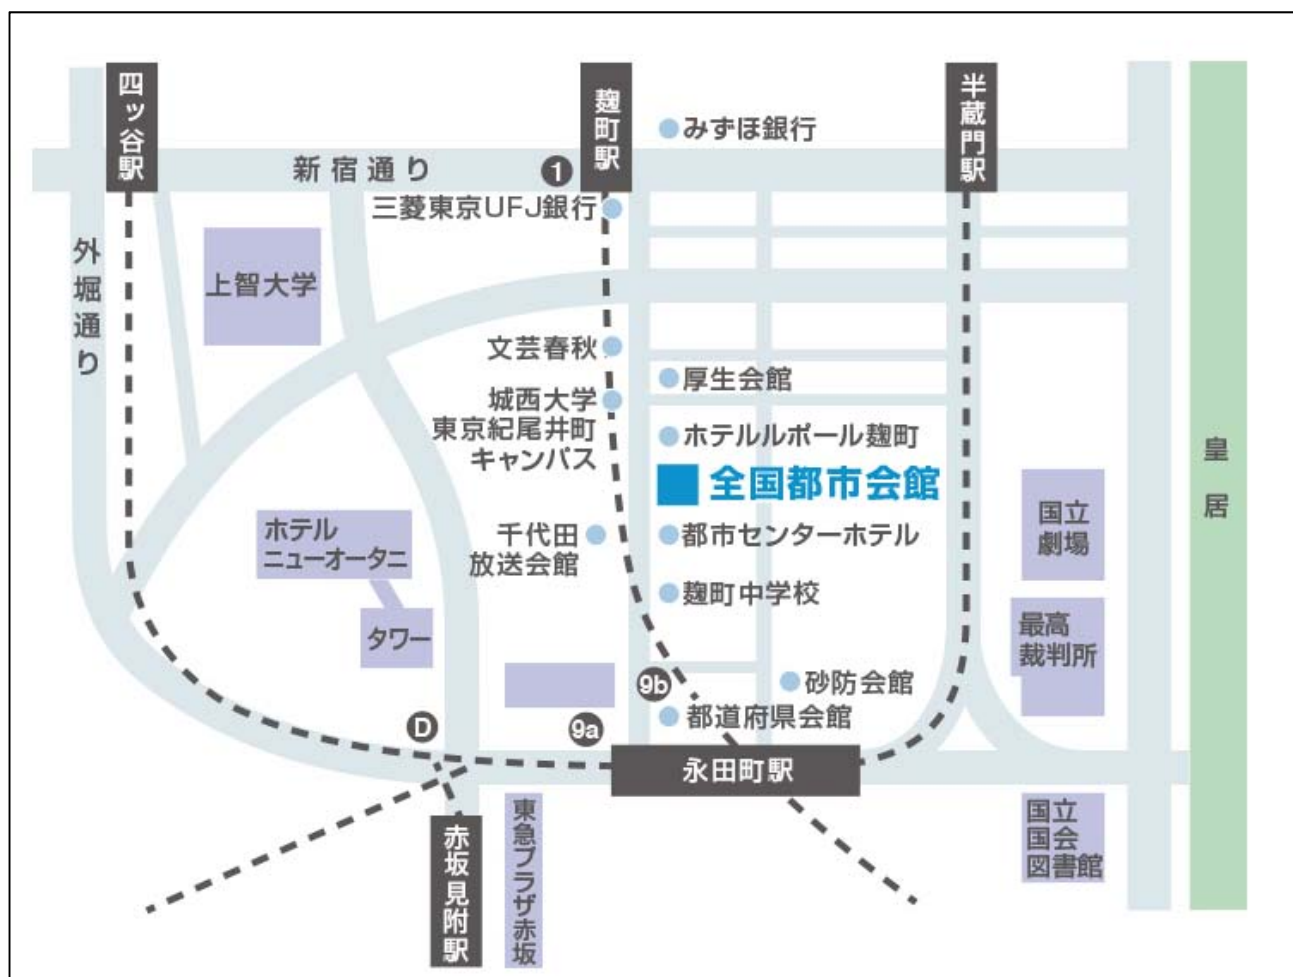 四ッ谷駅
麹町駅
半蔵門駅
みずほ銀行
新宿通り
1
三菱東京UFJ銀行
外堀通り
上智大学
文芸春秋
厚生会館
城西大学
東京紀尾井町
キャンパス
ホテルルポール麹町
全国都市会館
皇居
国立
劇場
ホテル
ニューオータニ
千代田
放送会館
都市センターホテル
麹町中学校
タワー
最高
裁判所
9b
砂防会館
都道府県会館
D
9a
永田町駅
赤坂見附駅
東急プラザ赤坂
国立
国会
図書館